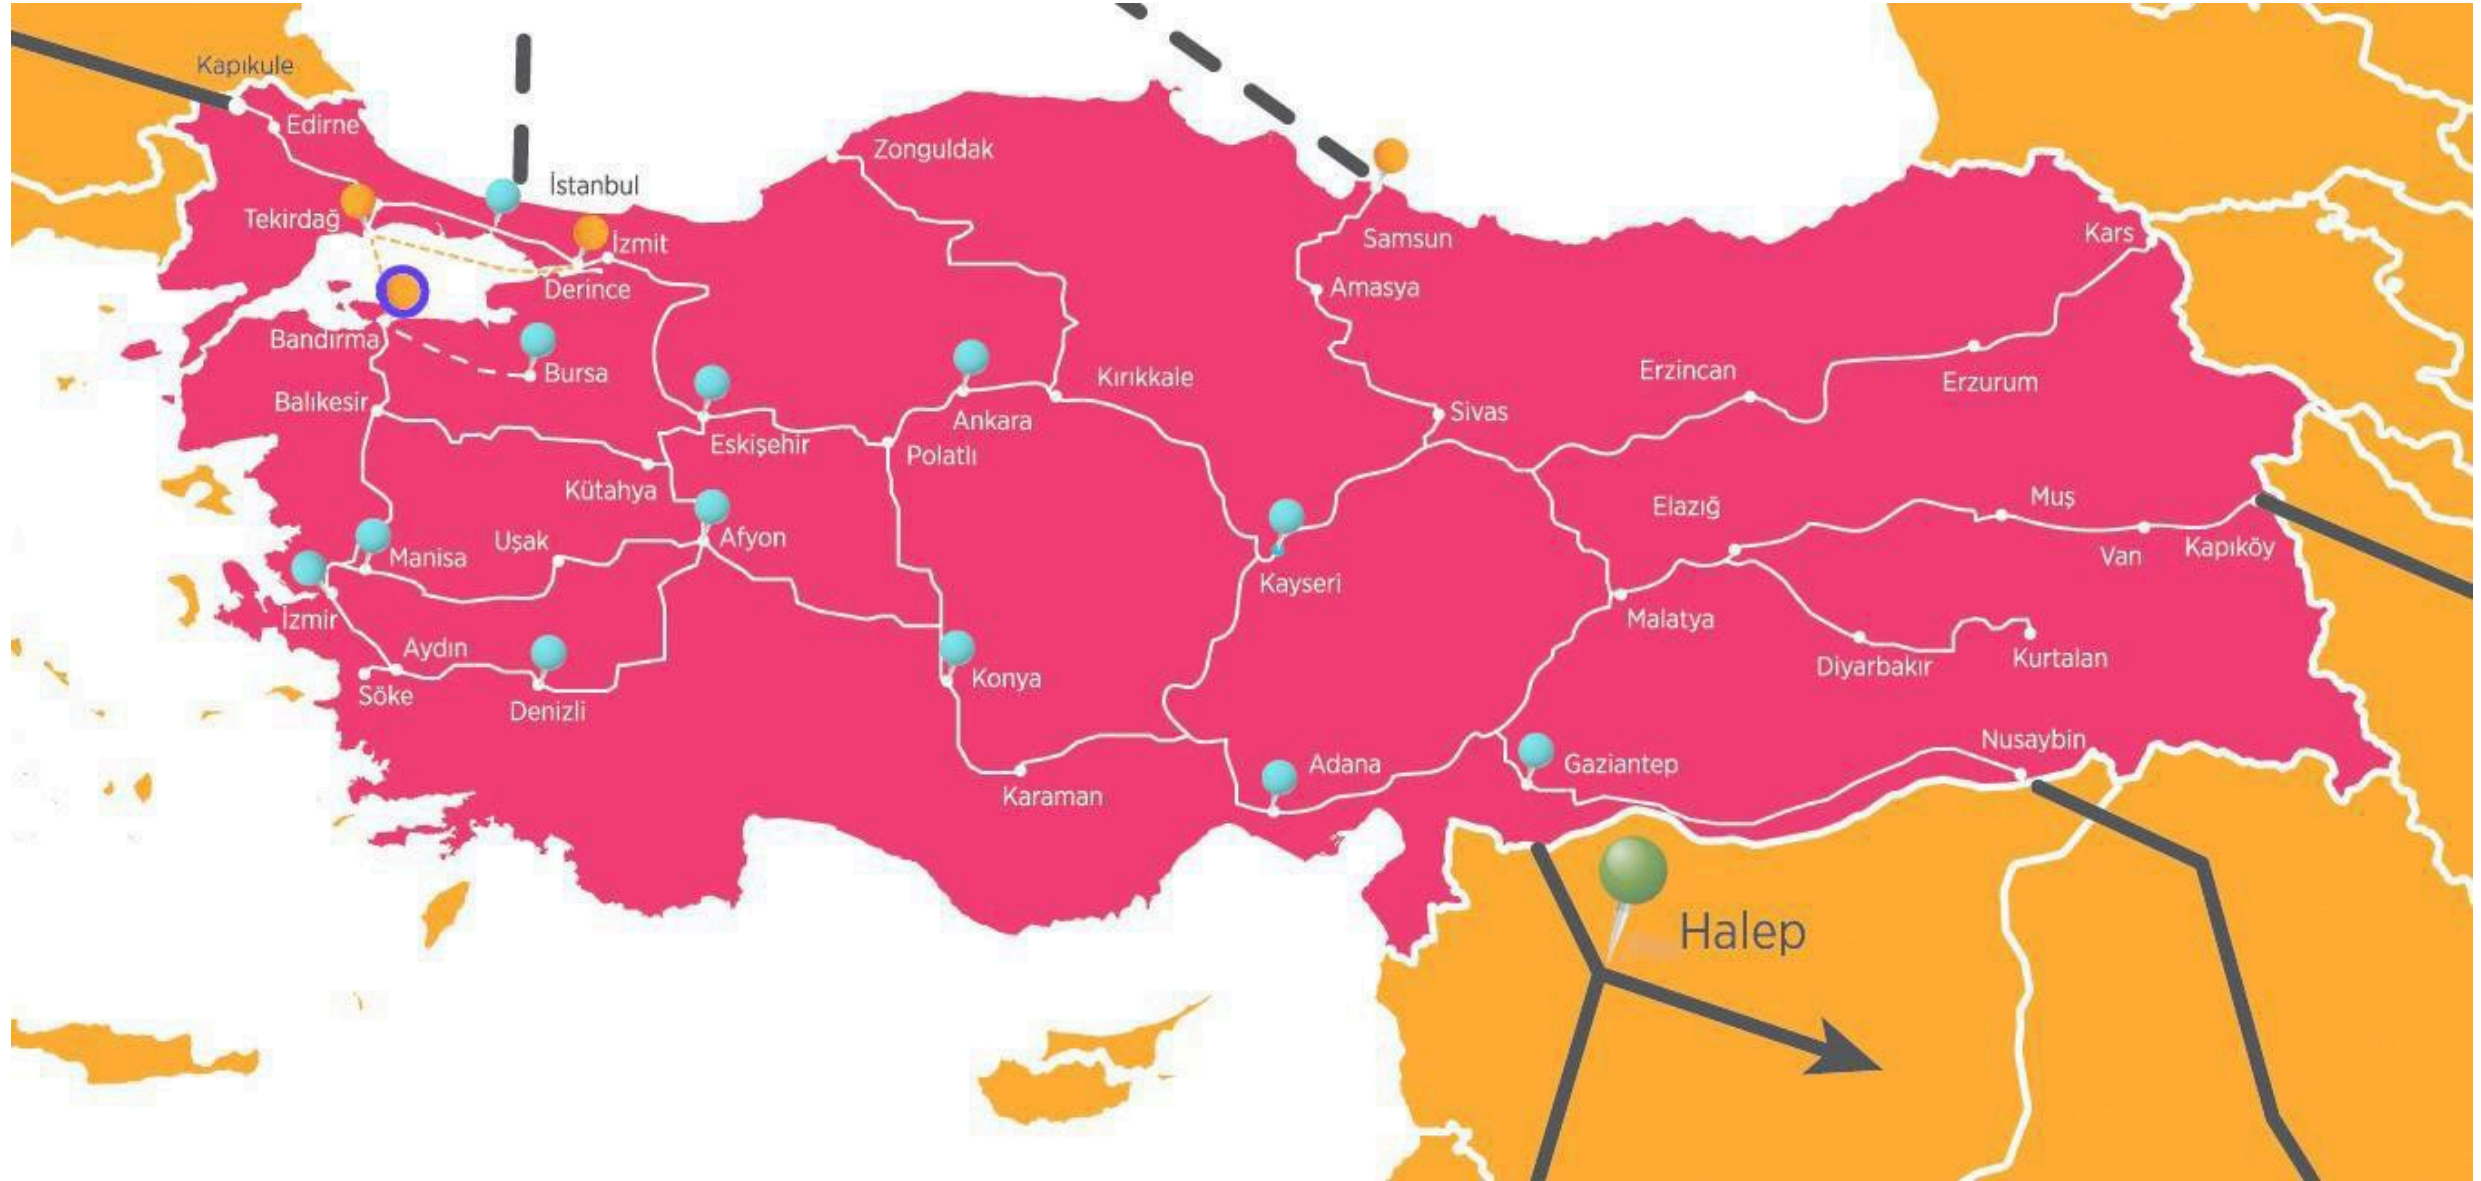 Kapıkule
Edirne
Zonguldak
İstanbul
Tekirdağ
İzmit
Samsun
Kars
Derince
Amasya
Bandırma
Bursa
Kırıkkale
Erzincan
Erzurum
Balıkesir
Ankara
Sivas
Eskişehir
Polatlı
Kütahya
Elazığ
Muş
Uşak
Afyon
Manisa
Van
Kapıköy
Kayseri
İzmir
Malatya
Aydın
Diyarbakır
Kurtalan
Konya
Söke
Denizli
Nusaybin
Adana
Gaziantep
Karaman
Halep